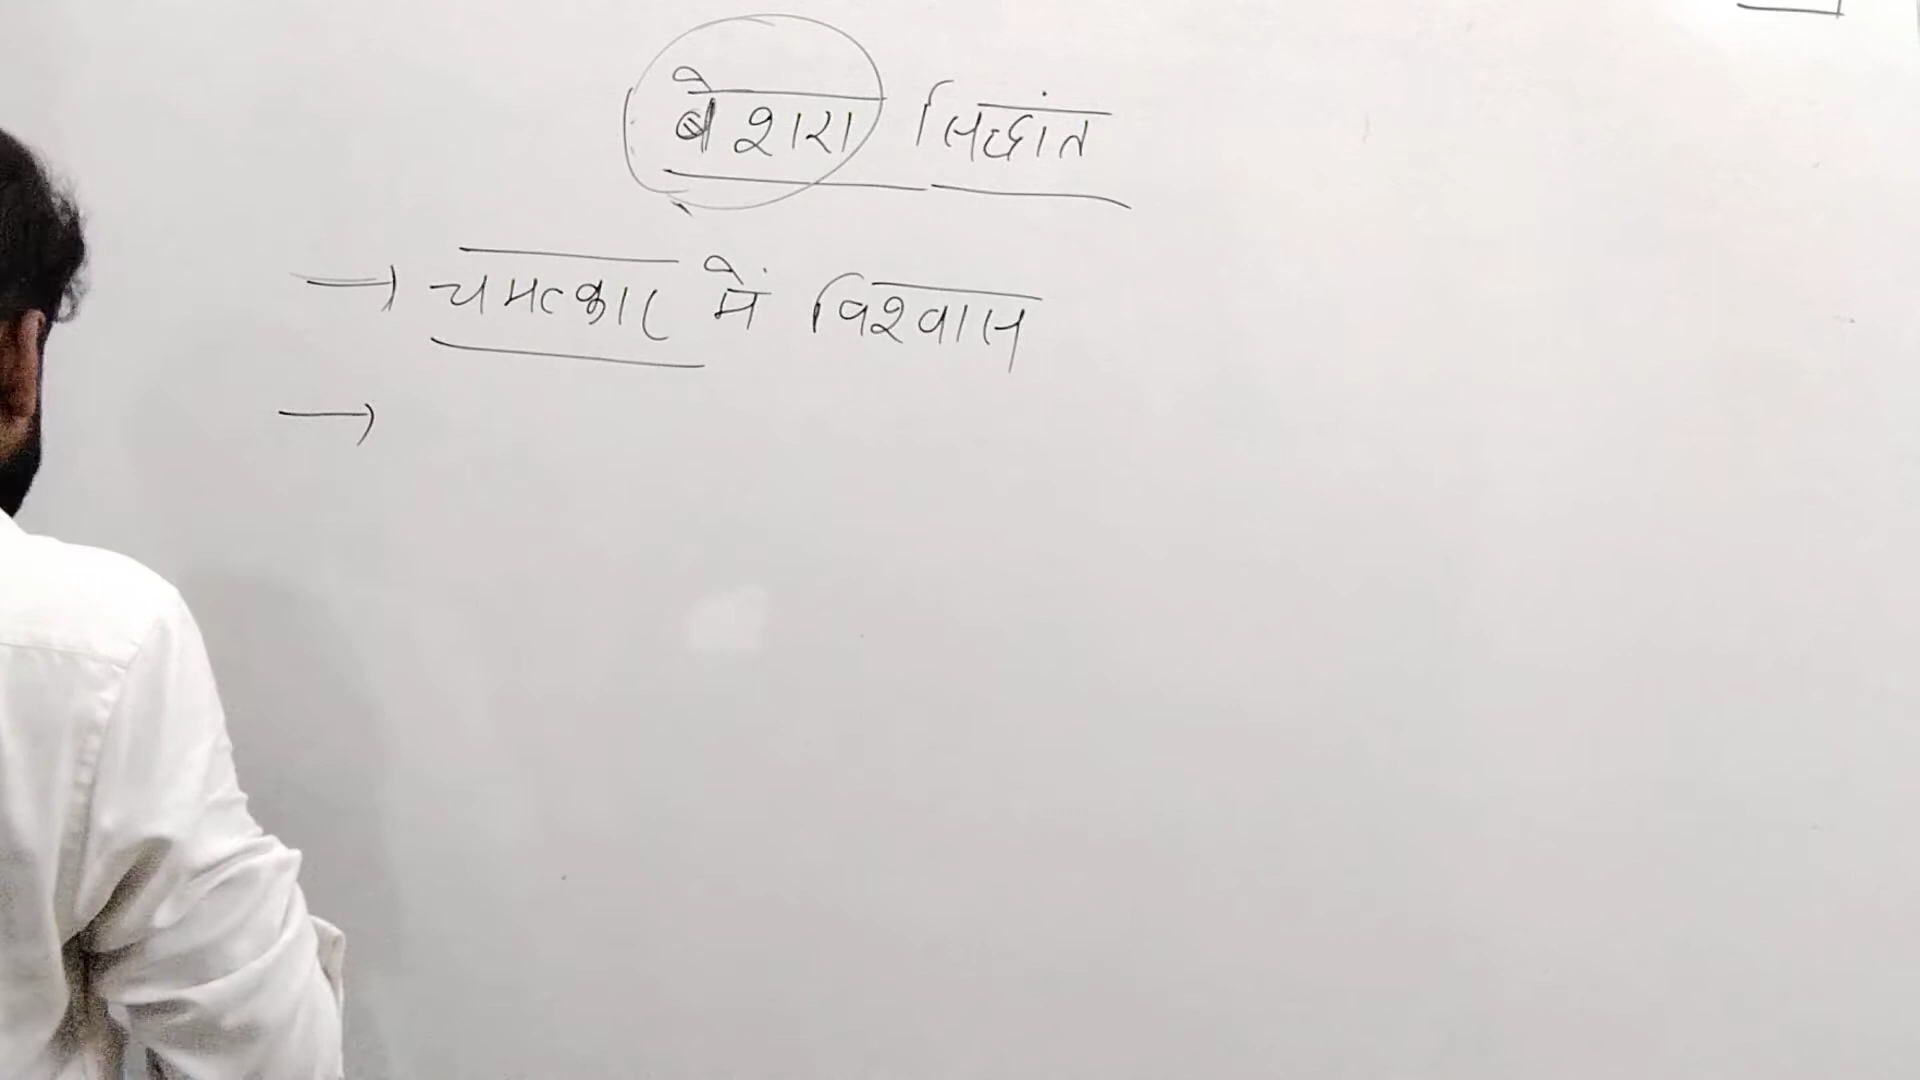 बे शरा सिद्धांत
→ चमत्कार में विश्वास
→